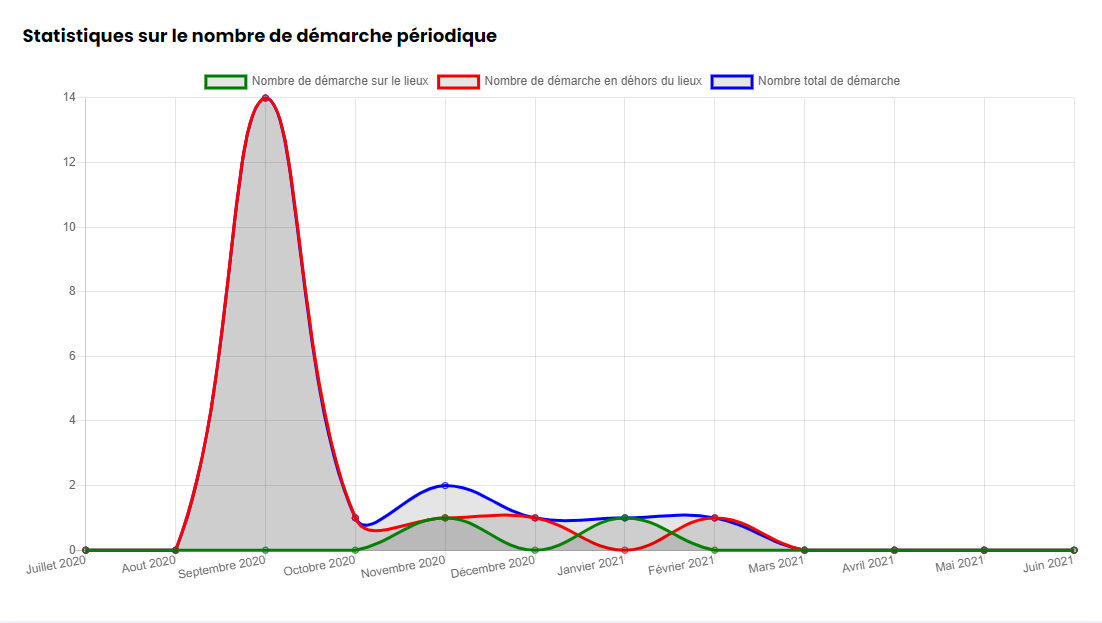 Statistiques sur le nombre de démarche périodique
Nombre de démarche sur le lieux Nombre de démarche en déhors du lieux Nombre total de démarche
14
12
10
8
6
4
2
0
Juillet 2020 Aout 2020 Septembre 2020 Octobre 2020 Novembre 2020 Décembre 2020 Janvier 2021 Février 2021 Mars 2021 Avril 2021 Mai 2021 Juin 2021